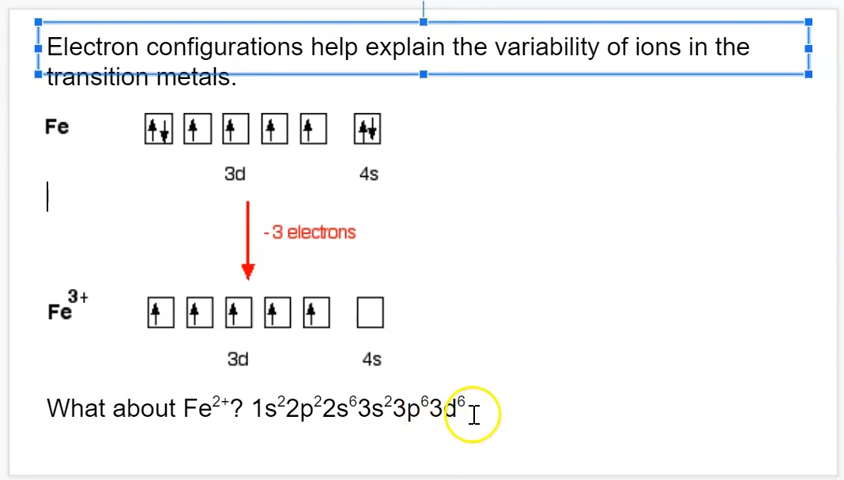 Electron configurations help explain the variability of ions in the
transition metals.
Fe
3d 4s
- 3 electrons
Fe³⁺
3d 4s
What about Fe²⁺? 1s²2p²2s⁶3s²3p⁶3d⁶